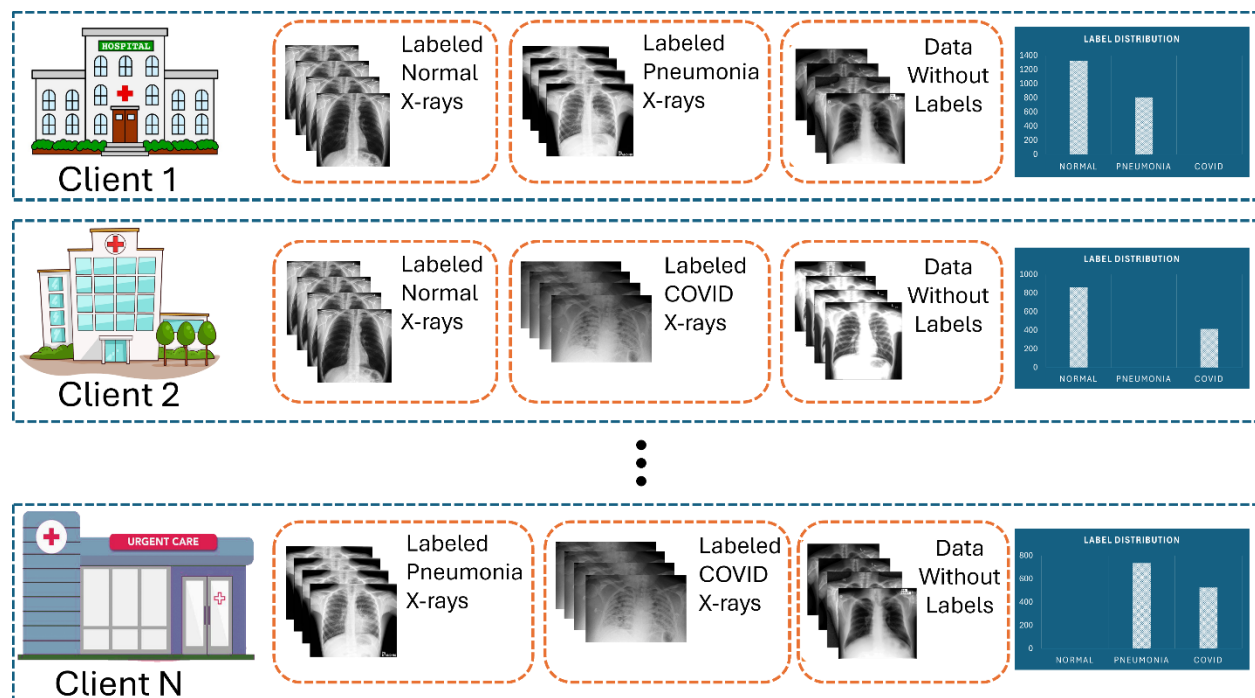 HOSPITAL
Client 1
Labeled
Normal
X-rays
Labeled
Pneumonia
X-rays
Data
Without
Labels
LABEL DISTRIBUTION
1400
1200
1000
800
600
400
200
0
NORMAL PNEUMONIA COVID
Client 2
Labeled
Normal
X-rays
Labeled
COVID
X-rays
Data
Without
Labels
LABEL DISTRIBUTION
1000
800
600
400
200
0
NORMAL PNEUMONIA COVID
URGENT CARE
Client N
Labeled
Pneumonia
X-rays
Labeled
COVID
X-rays
Data
Without
Labels
LABEL DISTRIBUTION
800
600
400
200
0
NORMAL PNEUMONIA COVID